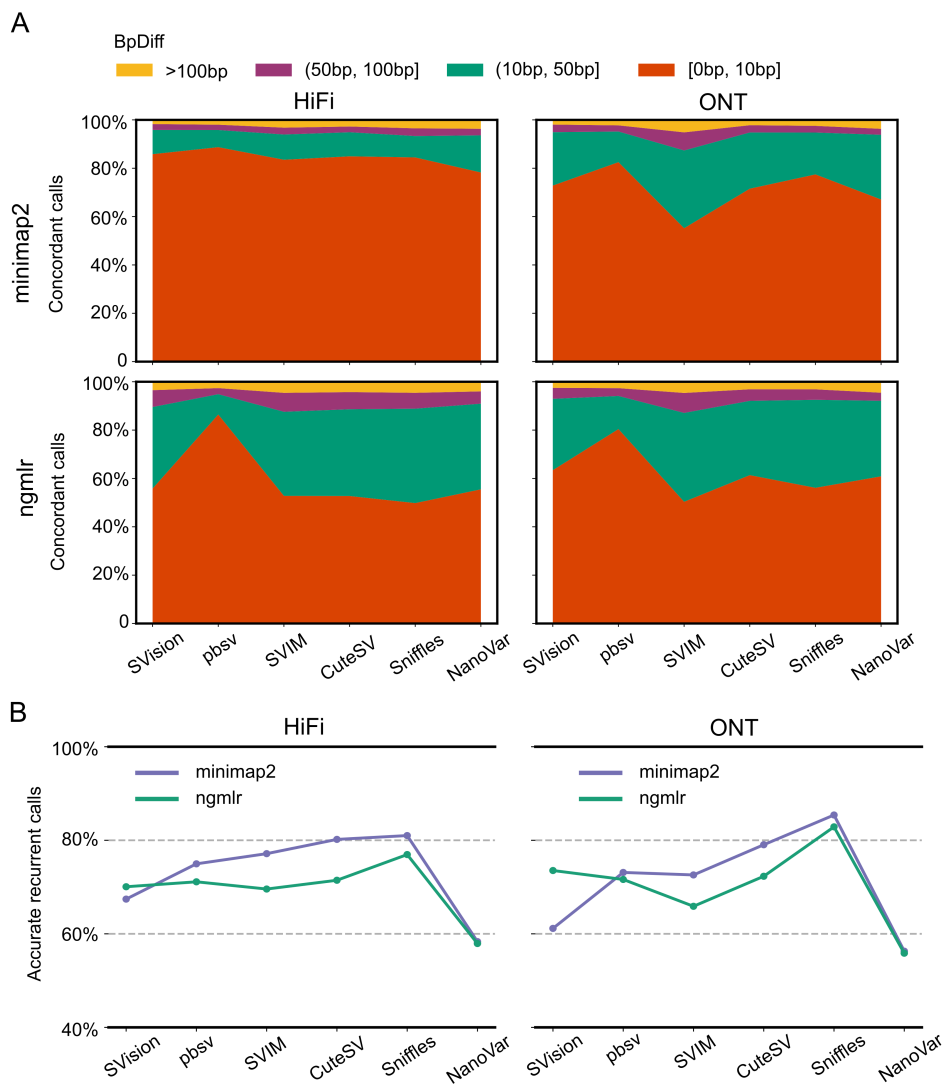 A
BpDiff
>100bp (50bp, 100bp] (10bp, 50bp] [0bp, 10bp]
HiFi ONT
minimap2
Concordant calls
100%
80%
60%
40%
20%
0
ngmlr
Concordant calls
100%
80%
60%
40%
20%
0
SVision pbsv SVIM CuteSV Sniffles NanoVar
SVision pbsv SVIM CuteSV Sniffles NanoVar
B
HiFi ONT
Accurate recurrent calls
100%
80%
60%
40%
minimap2
ngmlr
minimap2
ngmlr
SVision pbsv SVIM CuteSV Sniffles NanoVar
SVision pbsv SVIM CuteSV Sniffles NanoVar